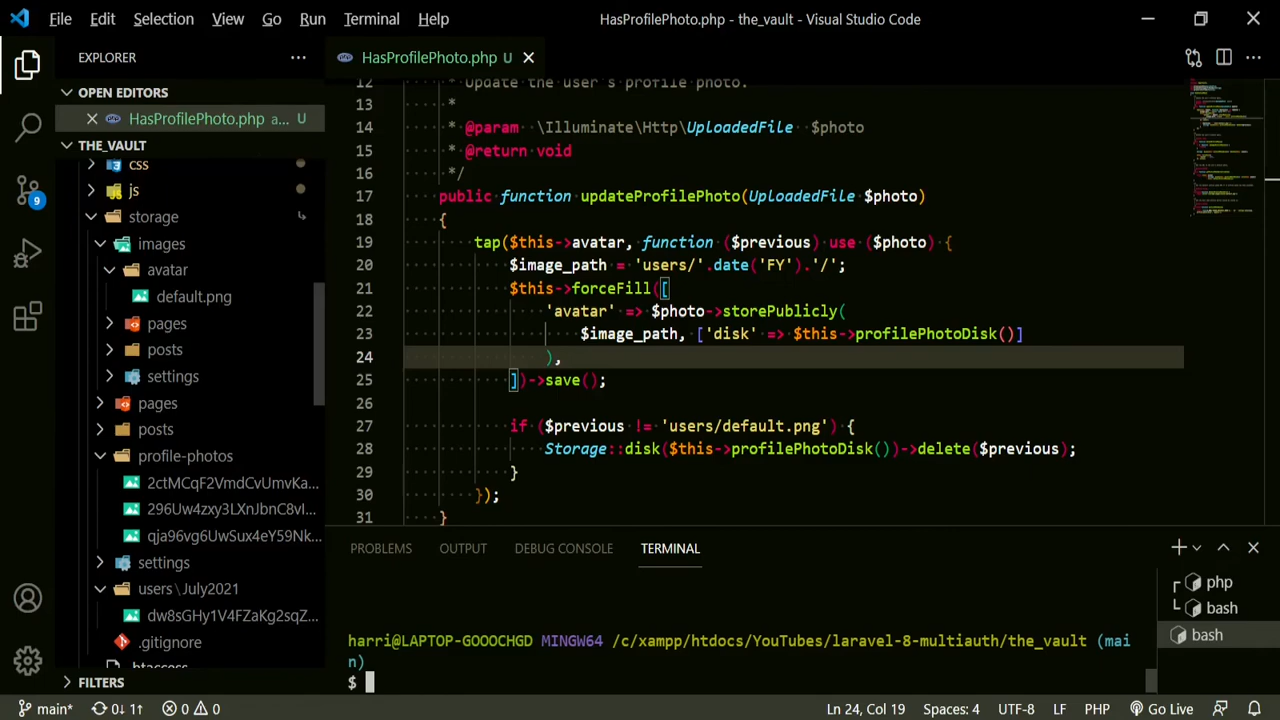 File Edit Selection View Go Run Terminal Help
HasProfilePhoto.php - the_vault - Visual Studio Code
EXPLORER
HasProfilePhoto.php U
OPEN EDITORS
HasProfilePhoto.php a... U
THE_VAULT
css
js
storage
images
avatar
default.png
pages
posts
settings
pages
posts
profile-photos
2ctMCqF2VmdCvUmvKa...
296Uw4zxy3LXnJbnC8vI...
qja96vg6UwSux4eY59Nk...
settings
users\July2021
dw8sGHy1V4FZaKg2sqZ...
.gitignore
.htaccess
FILTERS
9
12 * Update the user's profile photo.
13 *
14 * @param \Illuminate\Http\UploadedFile $photo
15 * @return void
16 */
17 public function updateProfilePhoto(UploadedFile $photo)
18 {
19 tap($this->avatar, function ($previous) use ($photo) {
20 $image_path = 'users/'.date('FY').'/';
21 $this->forceFill([
22 'avatar' => $photo->storePublicly(
23 $image_path, ['disk' => $this->profilePhotoDisk()]
24 ),
25 ])->save();
26
27 if ($previous != 'users/default.png') {
28 Storage::disk($this->profilePhotoDisk())->delete($previous);
29 }
30 });
31 }
PROBLEMS OUTPUT DEBUG CONSOLE TERMINAL
harri@LAPTOP-GOOOCHGD MINGW64 /c/xampp/htdocs/YouTubes/laravel-8-multiauth/the_vault (mai
n)
$
php
bash
bash
main* 0↓ 1↑ 0 0 Ln 24, Col 19 Spaces: 4 UTF-8 LF PHP Go Live